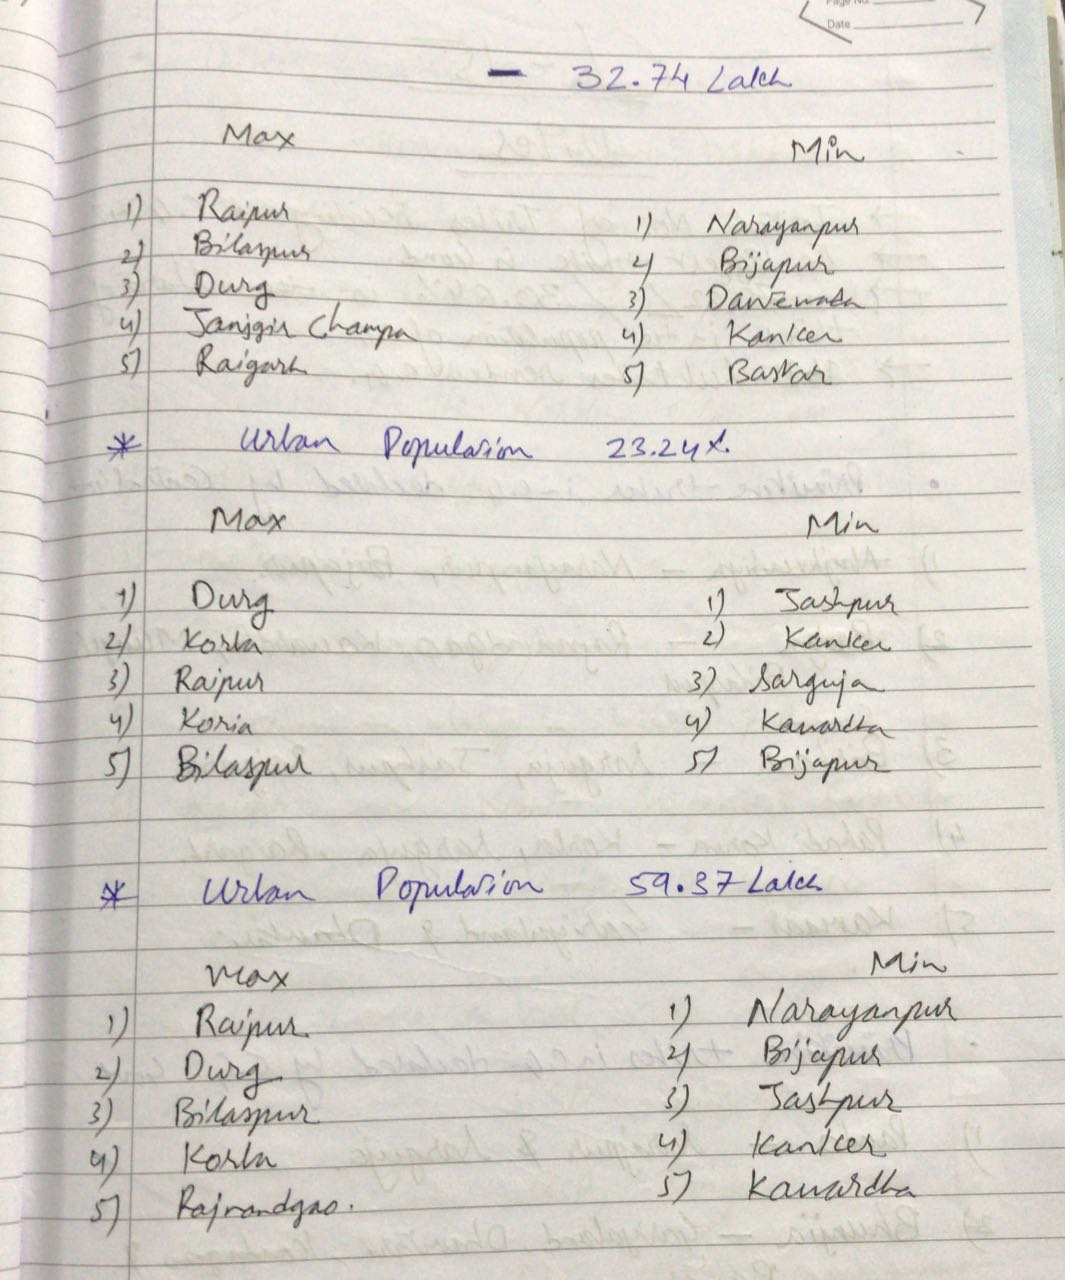 Page No.
Date
– 32.74 Lakh
Max Min
1) Raipur 1) Narayanpur
2) Bilaspur 2) Bijapur
3) Durg 3) Dantewada
4) Janjgir Champa 4) Kanker
5) Raigarh 5) Bastar
* Urban Population 23.24%.
Max Min
1) Durg 1) Jashpur
2) Korba 2) Kanker
3) Raipur 3) Sarguja
4) Koria 4) Kawardha
5) Bilaspur 5) Bijapur
* Urban Population 59.37 Lakh
Max Min
1) Raipur. 1) Narayanpur
2) Durg 2) Bijapur
3) Bilaspur 3) Jashpur
4) Korba 4) Kanker
5) Rajnandgao. 5) Kawardha